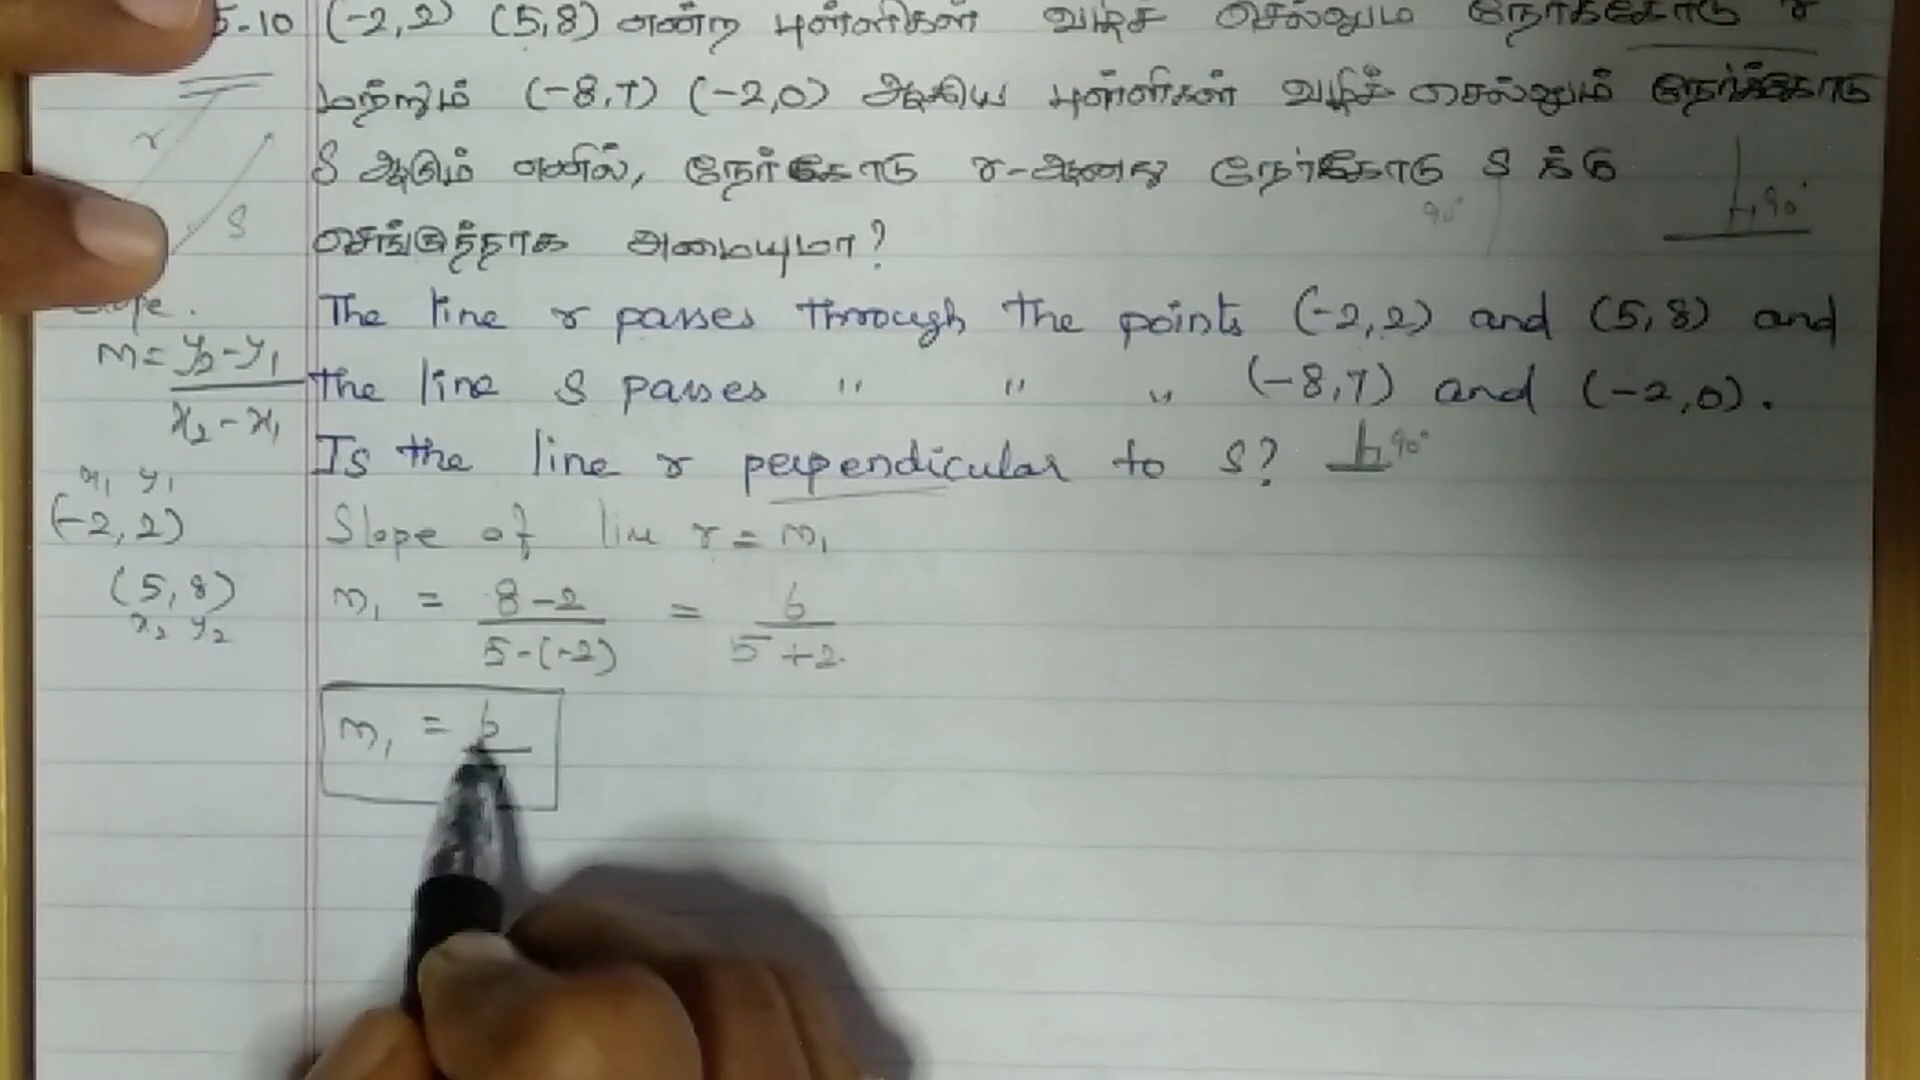 5.10 (-2,2) (5,8) என்ற புள்ளிகள் வழிச் செல்லும் நேர்க்கோடு r
மற்றும் (-8,7) (-2,0) ஆகிய புள்ளிகள் வழிச் செல்லும் நேர்க்கோடு
S ஆகும் எனில், நேர்கோடு r-ஆனது நேர்கோடு S க்கு
செங்குத்தாக அமையுமா?
90°
90°
r
S
The line r passes through the points (-2,2) and (5,8) and
the line S passes " " " (-8,7) and (-2,0).
Is the line r perpendicular to S? 90°
m = y2-y1
x2-x1
x1 y1
(-2,2)
(5,8)
x2 y2
Slope of line r = m1
m1 = 8-2 / 5-(-2) = 6 / 5+2
m1 = 6